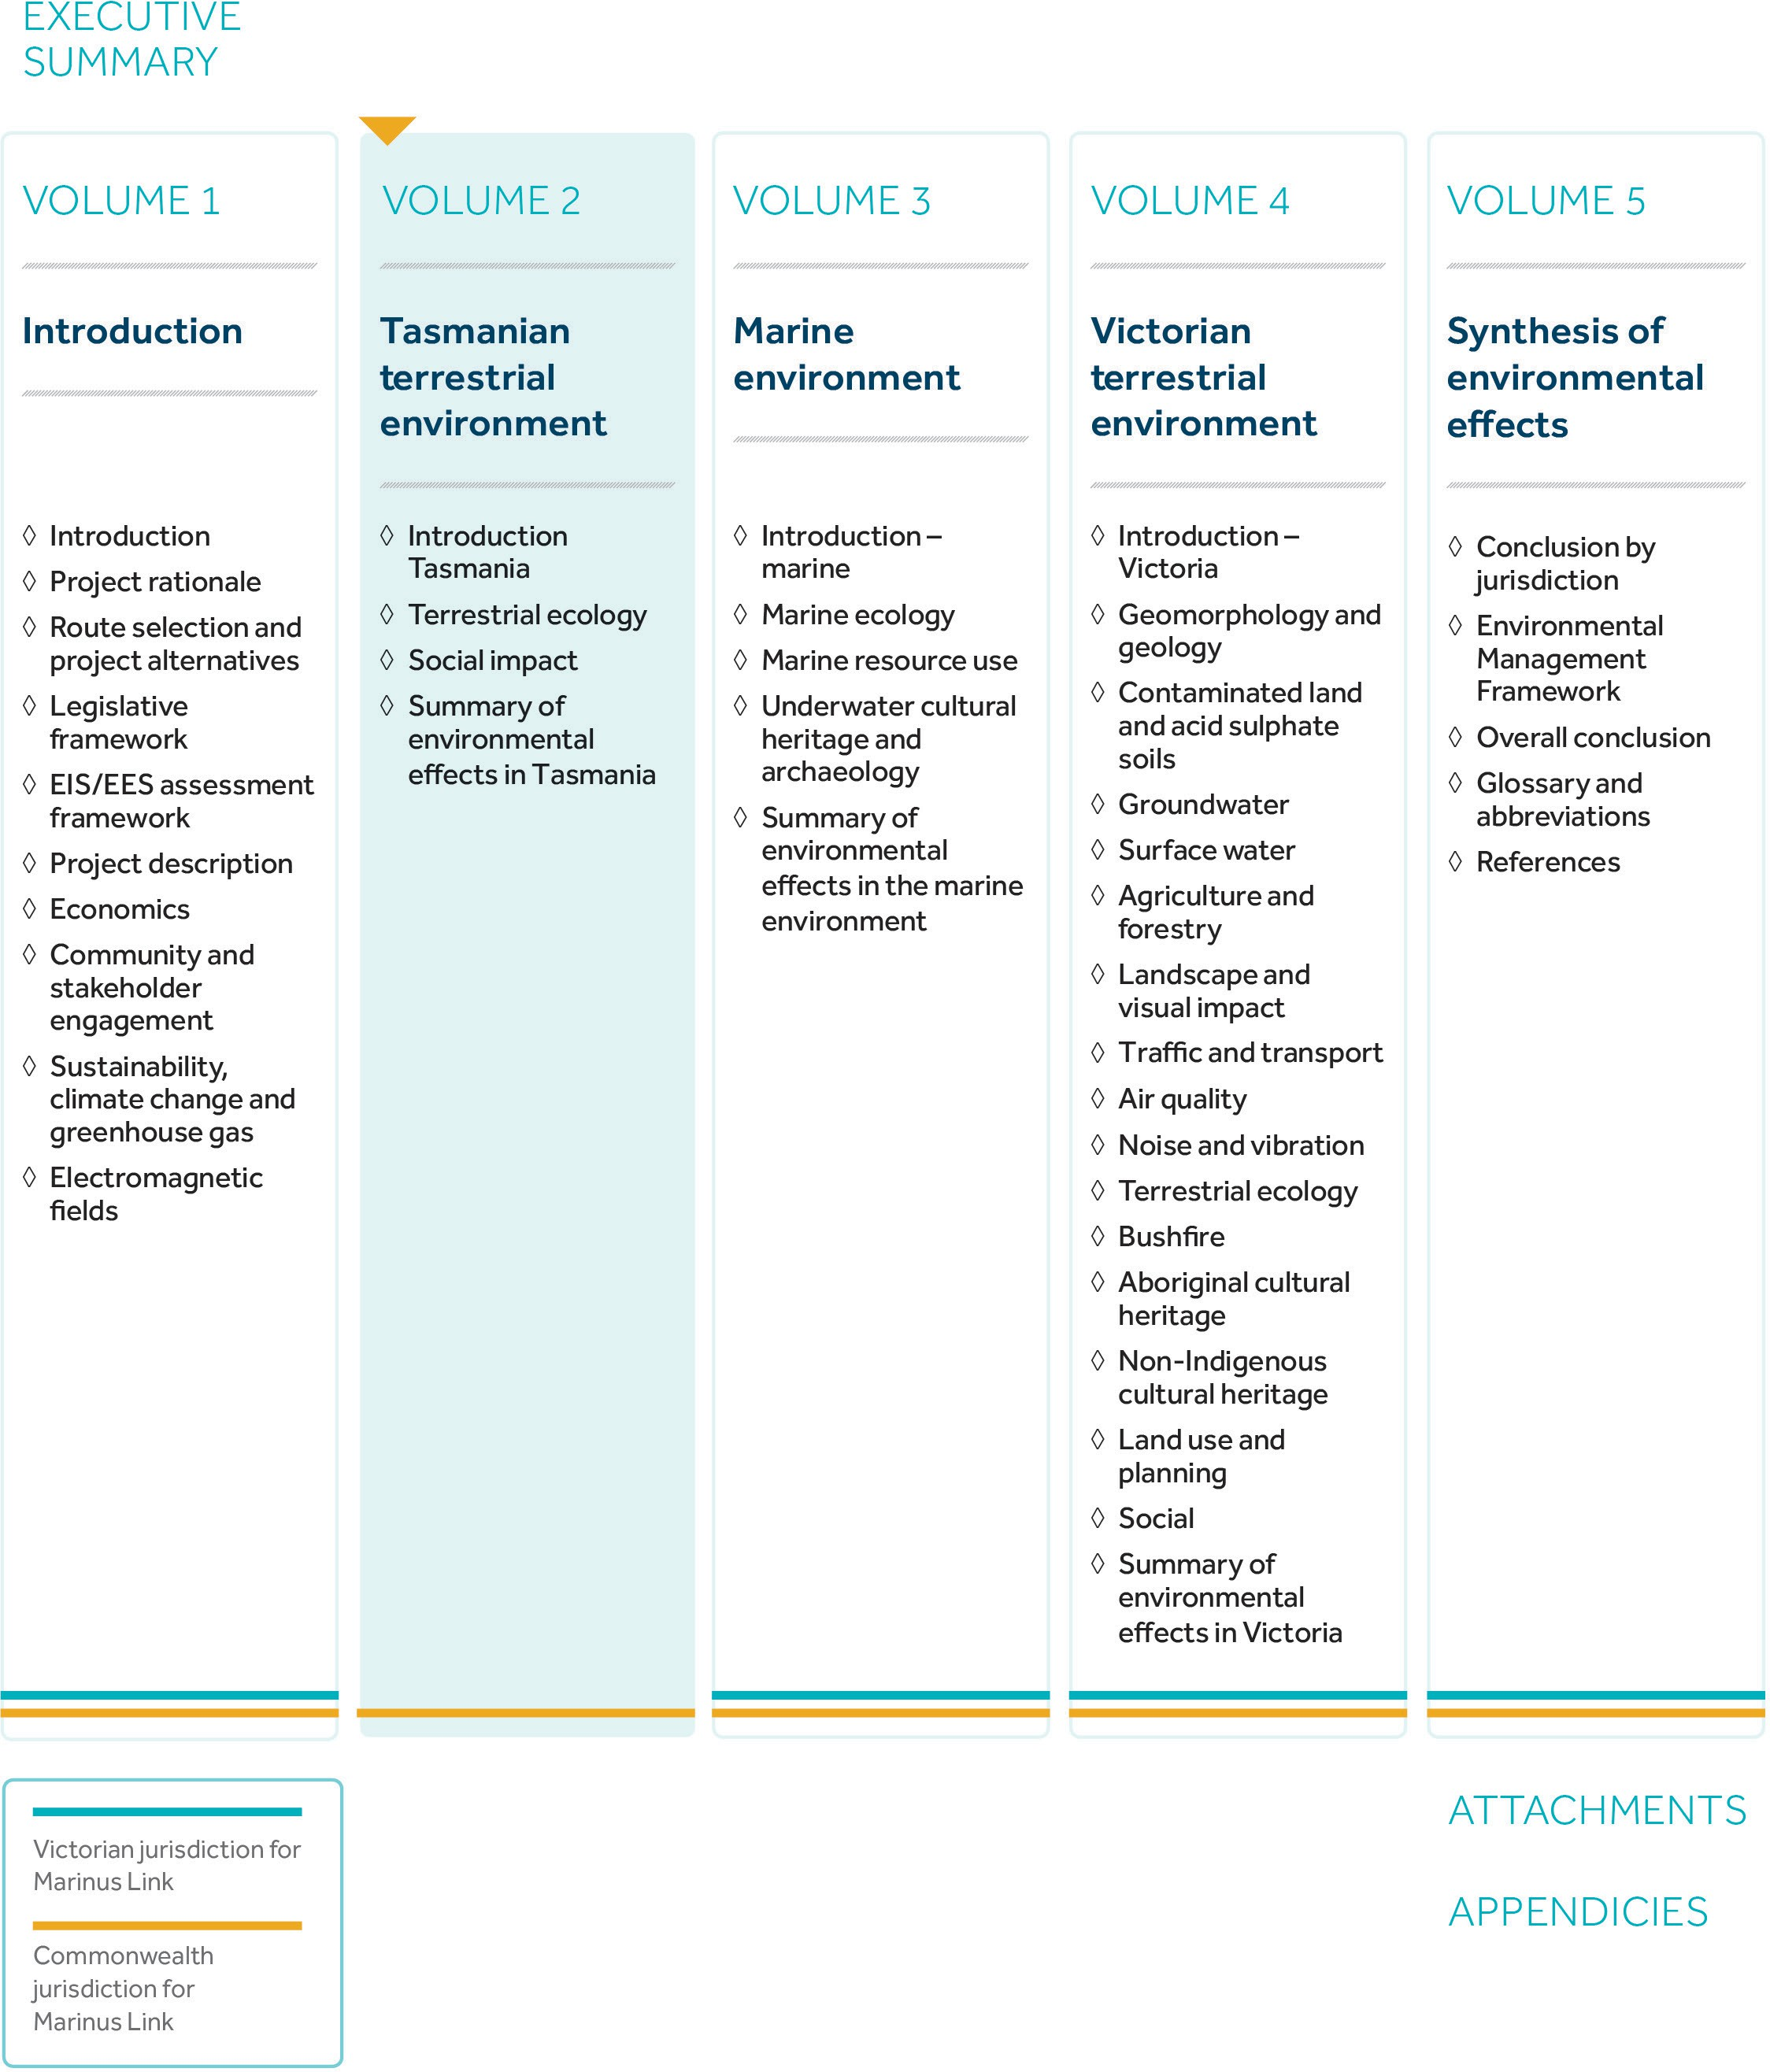 EXECUTIVE
SUMMARY
VOLUME 1
Introduction
◊ Introduction
◊ Project rationale
◊ Route selection and
project alternatives
◊ Legislative
framework
◊ EIS/EES assessment
framework
◊ Project description
◊ Economics
◊ Community and
stakeholder
engagement
◊ Sustainability,
climate change and
greenhouse gas
◊ Electromagnetic
fields
VOLUME 2
Tasmanian
terrestrial
environment
◊ Introduction
Tasmania
◊ Terrestrial ecology
◊ Social impact
◊ Summary of
environmental
effects in Tasmania
VOLUME 3
Marine
environment
◊ Introduction –
marine
◊ Marine ecology
◊ Marine resource use
◊ Underwater cultural
heritage and
archaeology
◊ Summary of
environmental
effects in the marine
environment
VOLUME 4
Victorian
terrestrial
environment
◊ Introduction –
Victoria
◊ Geomorphology and
geology
◊ Contaminated land
and acid sulphate
soils
◊ Groundwater
◊ Surface water
◊ Agriculture and
forestry
◊ Landscape and
visual impact
◊ Traffic and transport
◊ Air quality
◊ Noise and vibration
◊ Terrestrial ecology
◊ Bushfire
◊ Aboriginal cultural
heritage
◊ Non-Indigenous
cultural heritage
◊ Land use and
planning
◊ Social
◊ Summary of
environmental
effects in Victoria
VOLUME 5
Synthesis of
environmental
effects
◊ Conclusion by
jurisdiction
◊ Environmental
Management
Framework
◊ Overall conclusion
◊ Glossary and
abbreviations
◊ References
Victorian jurisdiction for
Marinus Link
Commonwealth
jurisdiction for
Marinus Link
ATTACHMENTS
APPENDICIES